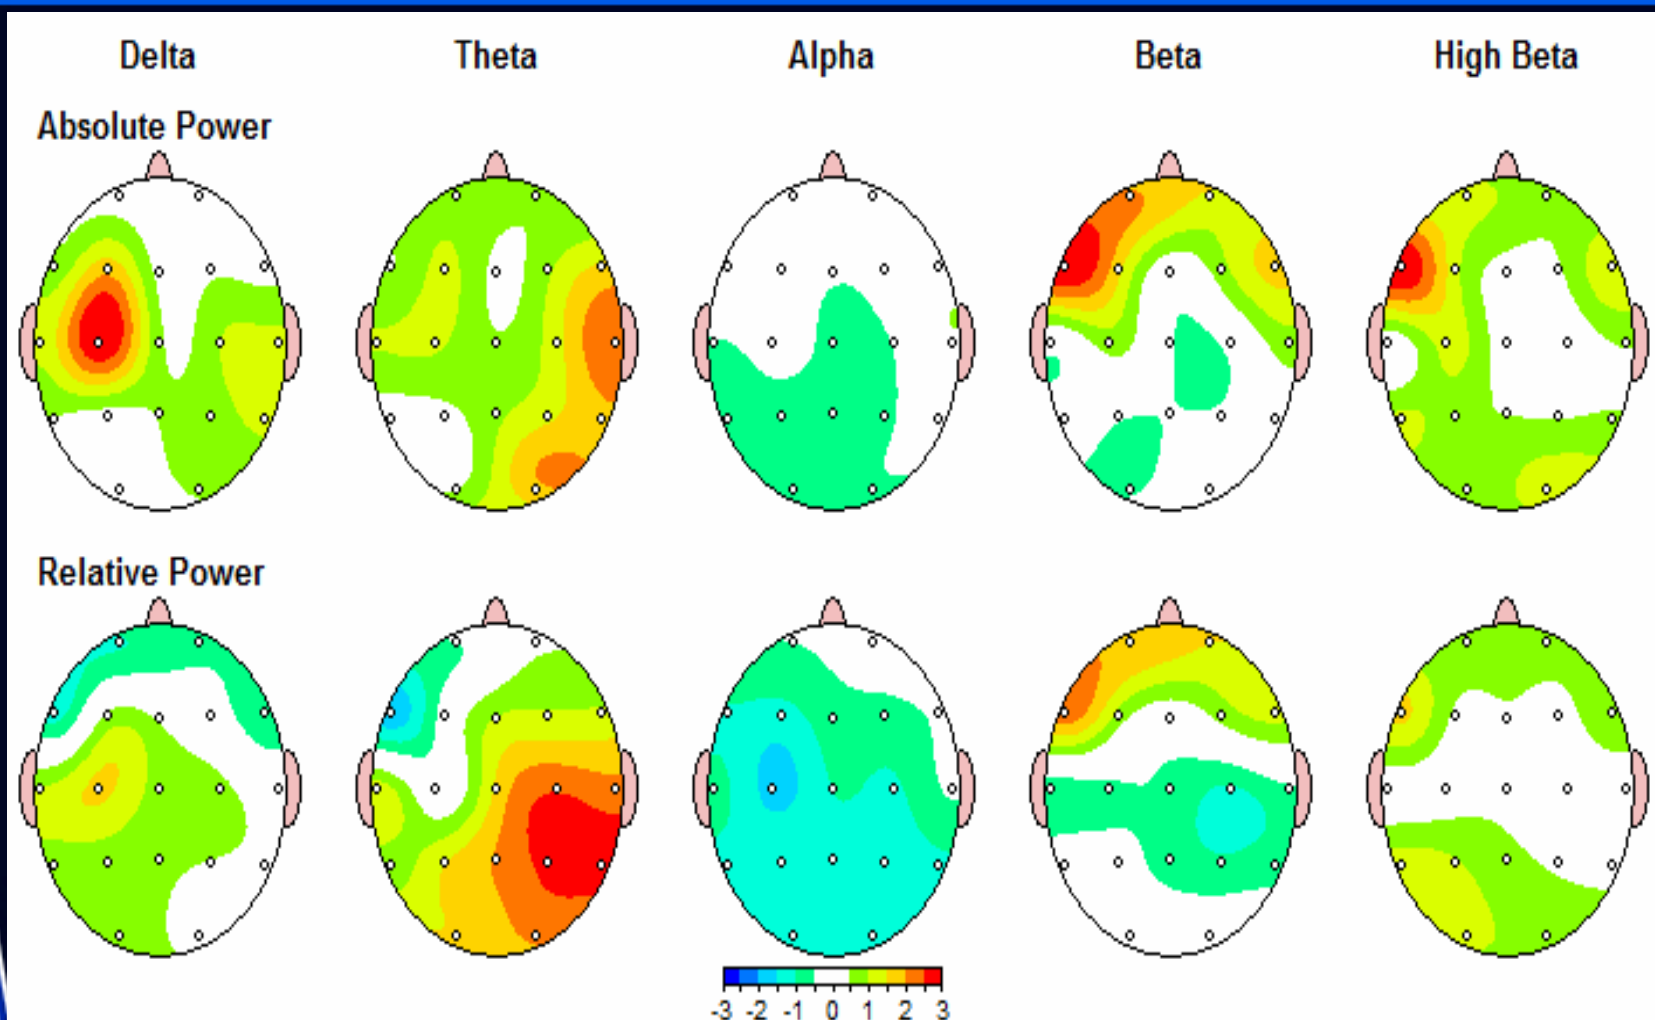 Delta Theta Alpha Beta High Beta
Absolute Power
Relative Power
-3 -2 -1 0 1 2 3